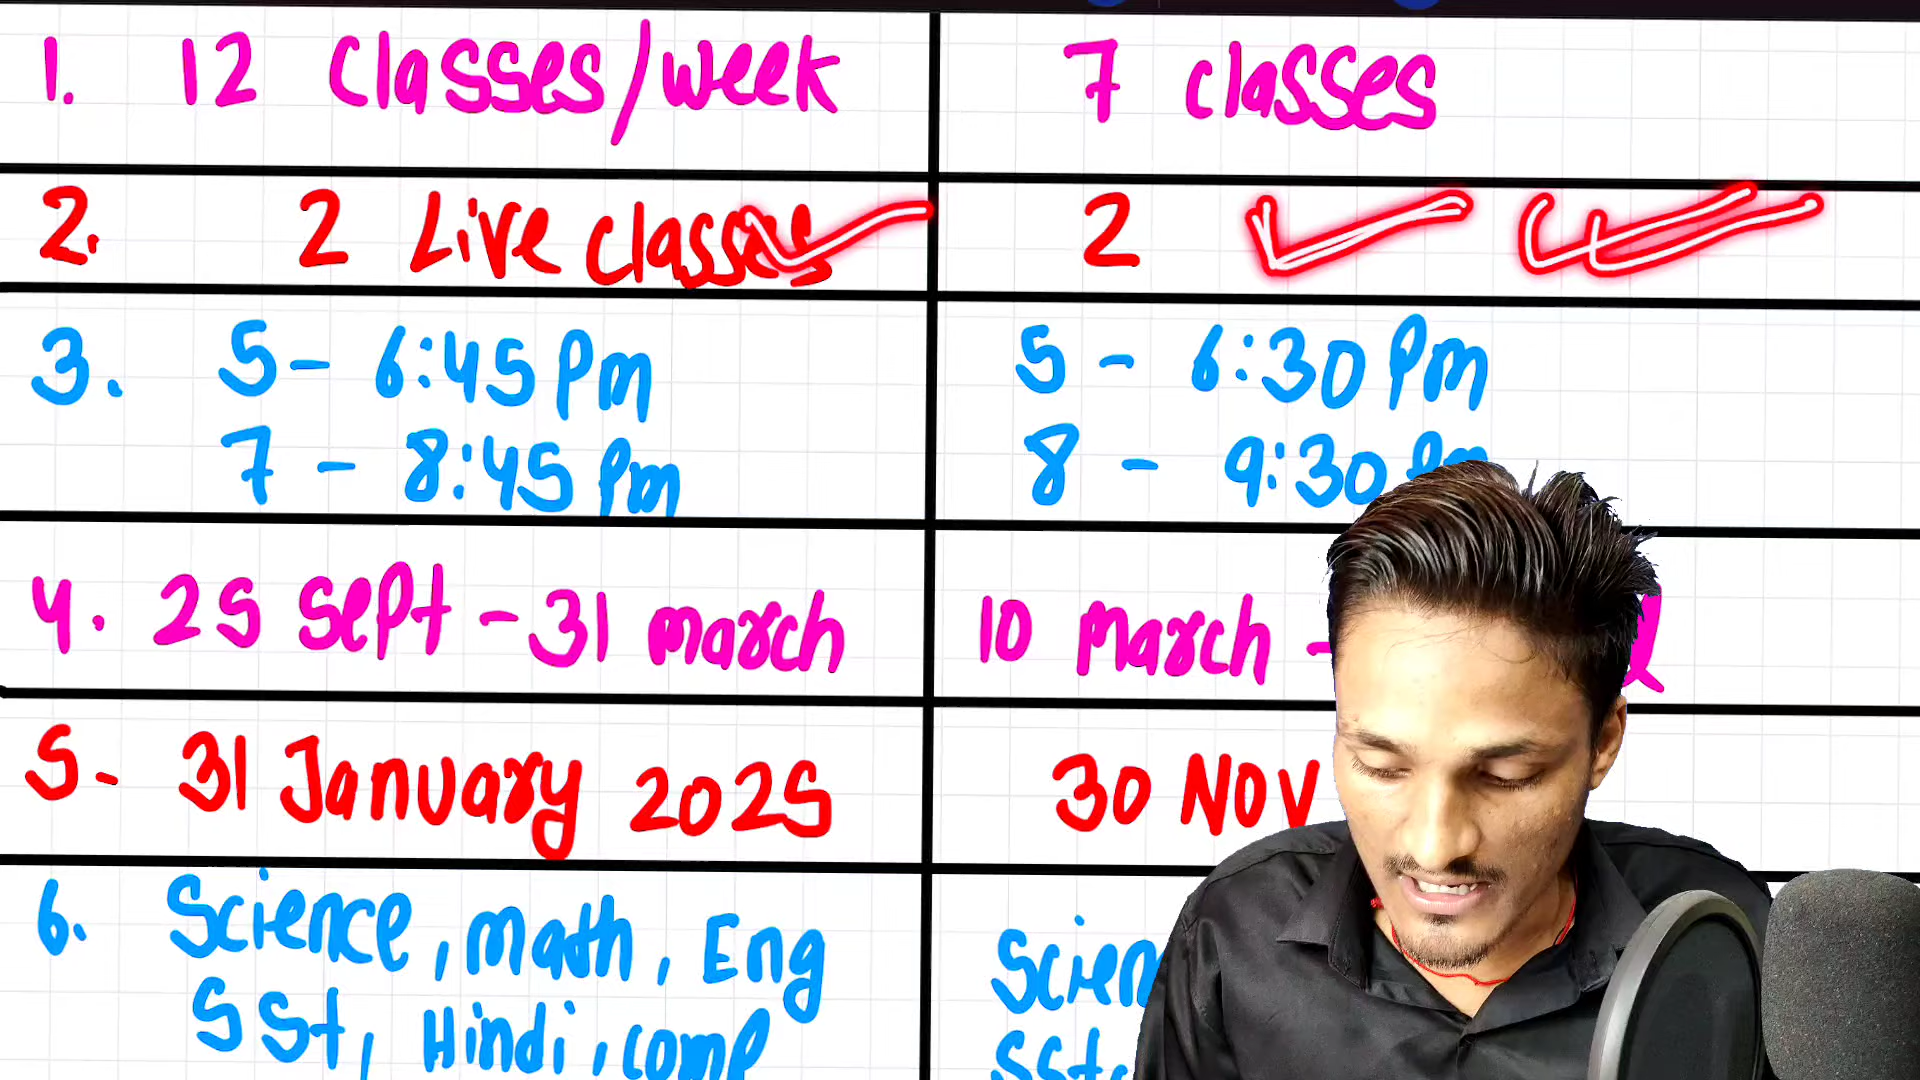 1. 12 Classes/week
7 classes
2. 2 Live classes
2
3. 5 - 6:45 Pm
7 - 8:45 Pm
5 - 6:30 Pm
8 - 9:30 Pm
4. 25 Sept - 31 march
10 March -
5- 31 January 2025
30 NOV
6. Science, math, Eng
SSt, Hindi, comp